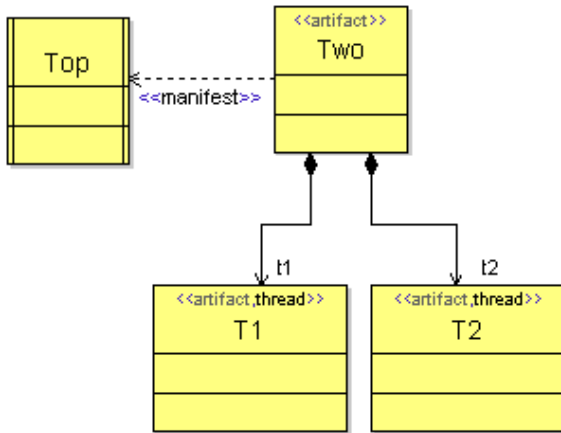 <<artifact>>
Two
Top
<<manifest>>
t1
t2
<<artifact,thread>>
T1
<<artifact,thread>>
T2